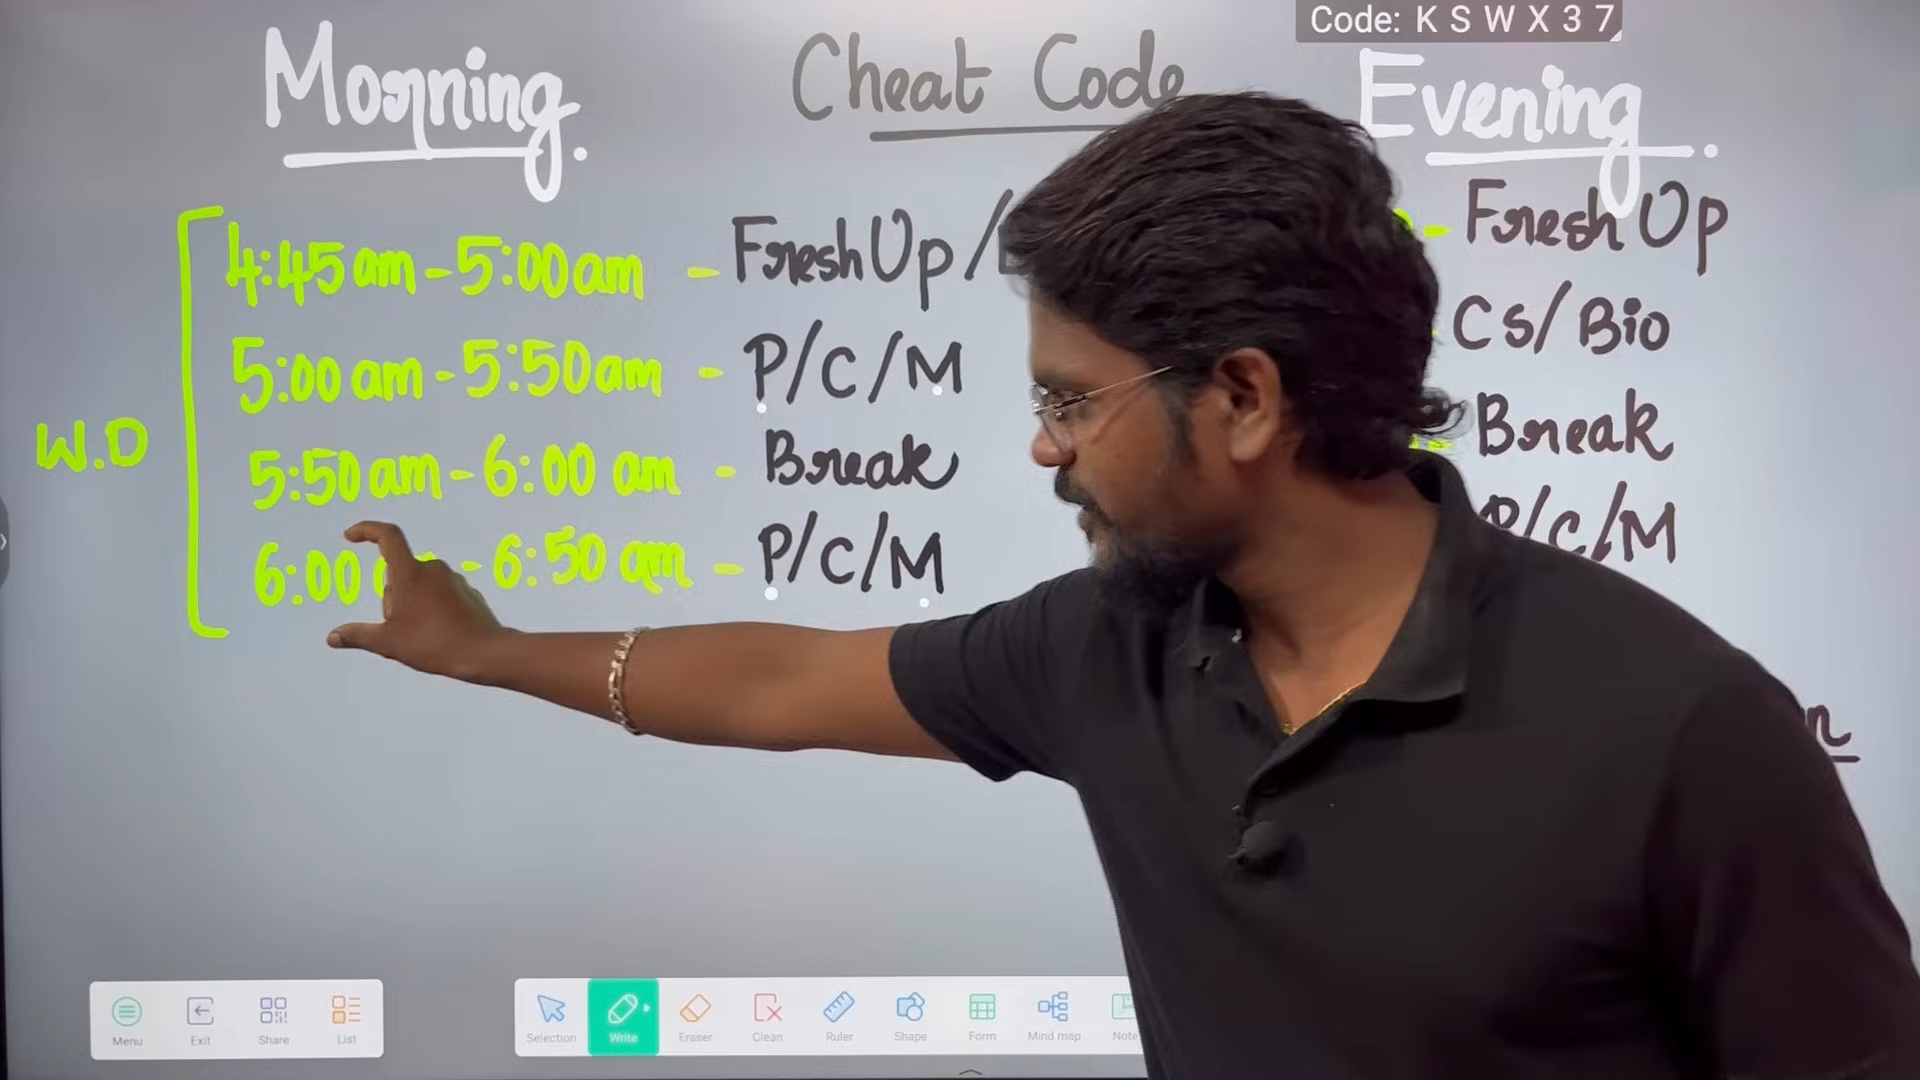 Code: K S W X 3 7
Morning.
Cheat Code
Evening.
W.D
4:45 am - 5:00 am - Fresh Up /
5:00 am - 5:50 am - P/C/M
5:50 am - 6:00 am - Break
6:00 - 6:50 am - P/C/M
- Fresh Up
Cs/Bio
Break
P/C/M
Menu
Exit
Share
List
Selection
Write
Eraser
Clean
Ruler
Shape
Form
Mind map
Note